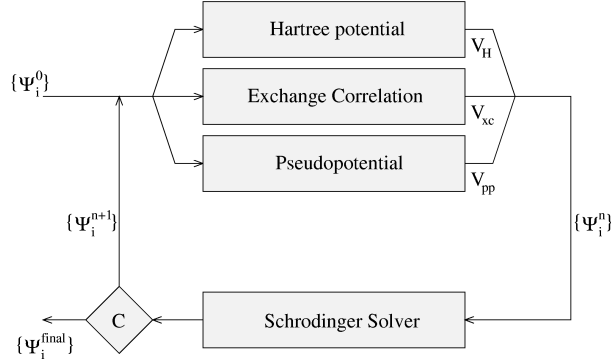 Hartree potential
V_H
{Ψ_i^0}
Exchange Correlation
V_xc
Pseudopotential
V_pp
{Ψ_i^{n+1}}
{Ψ_i^n}
C
Schrodinger Solver
{Ψ_i^{final}}